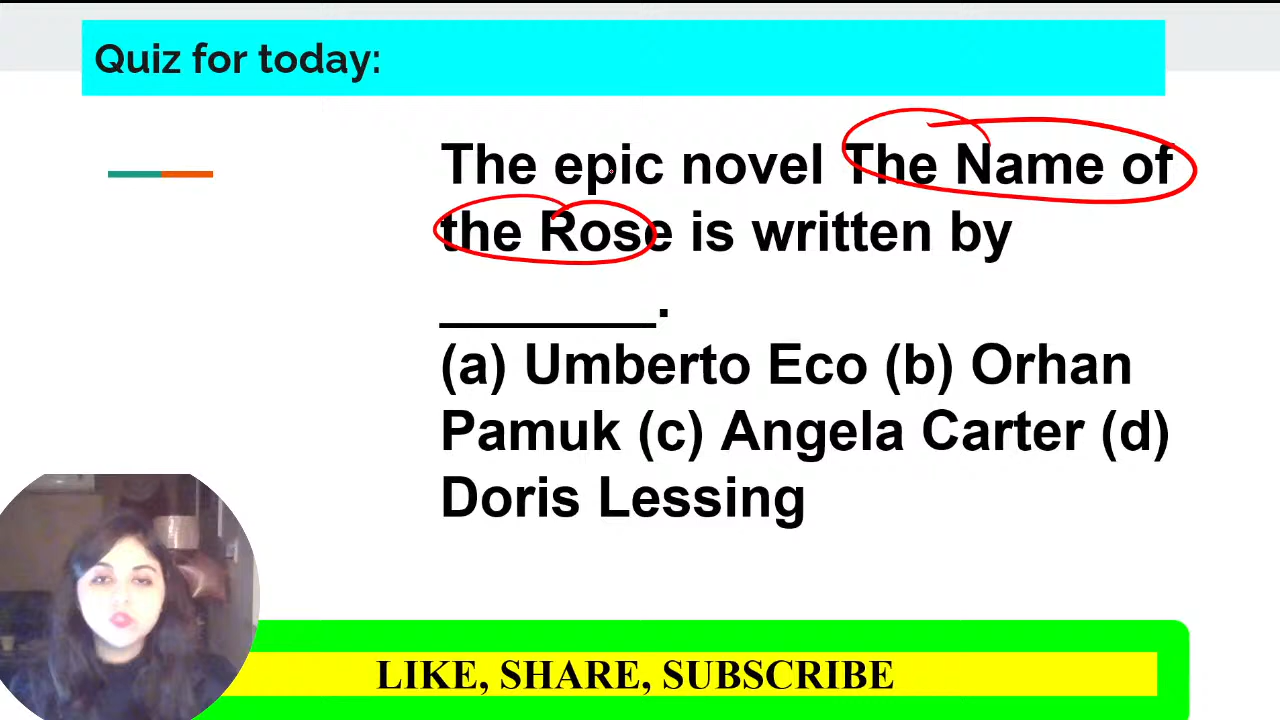 Quiz for today:
The epic novel The Name of
the Rose is written by
_______.
(a) Umberto Eco (b) Orhan
Pamuk (c) Angela Carter (d)
Doris Lessing
LIKE, SHARE, SUBSCRIBE